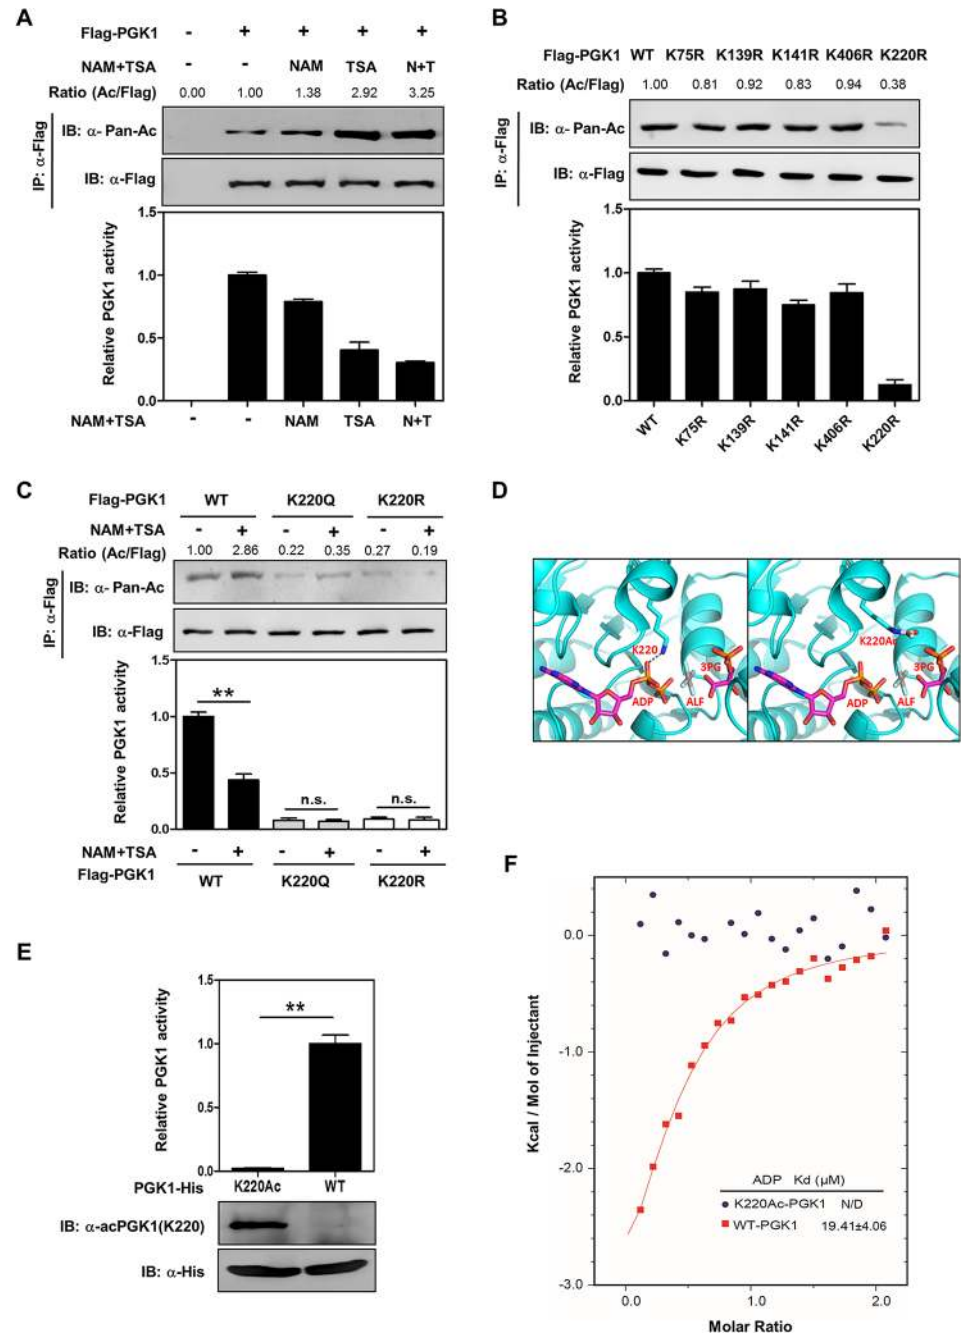 A
Flag-PGK1 - + + + +
NAM+TSA - - NAM TSA N+T
Ratio (Ac/Flag) 0.00 1.00 1.38 2.92 3.25
IP: α-Flag
IB: α- Pan-Ac
IB: α-Flag
Relative PGK1 activity
1.5
1.0
0.5
0.0
NAM+TSA - - NAM TSA N+T
B
Flag-PGK1 WT K75R K139R K141R K406R K220R
Ratio (Ac/Flag) 1.00 0.81 0.92 0.83 0.94 0.38
IP: α-Flag
IB: α- Pan-Ac
IB: α-Flag
Relative PGK1 activity
1.5
1.0
0.5
0.0
WT K75R K139R K141R K406R K220R
C
Flag-PGK1 WT K220Q K220R
NAM+TSA - + - + - +
Ratio (Ac/Flag) 1.00 2.86 0.22 0.35 0.27 0.19
IP: α-Flag
IB: α- Pan-Ac
IB: α-Flag
Relative PGK1 activity
1.5
1.0
0.5
0.0
**
n.s.
n.s.
NAM+TSA - + - + - +
Flag-PGK1 WT K220Q K220R
D
K220
3PG
ADP
ALF
K220Ac
3PG
ADP
ALF
E
Relative PGK1 activity
1.5
1.0
0.5
0.0
**
PGK1-His K220Ac WT
IB: α-acPGK1(K220)
IB: α-His
F
Kcal / Mol of Injectant
0.0
-1.0
-2.0
-3.0
ADP Kd (μM)
K220Ac-PGK1 N/D
WT-PGK1 19.41±4.06
0.0 1.0 2.0
Molar Ratio